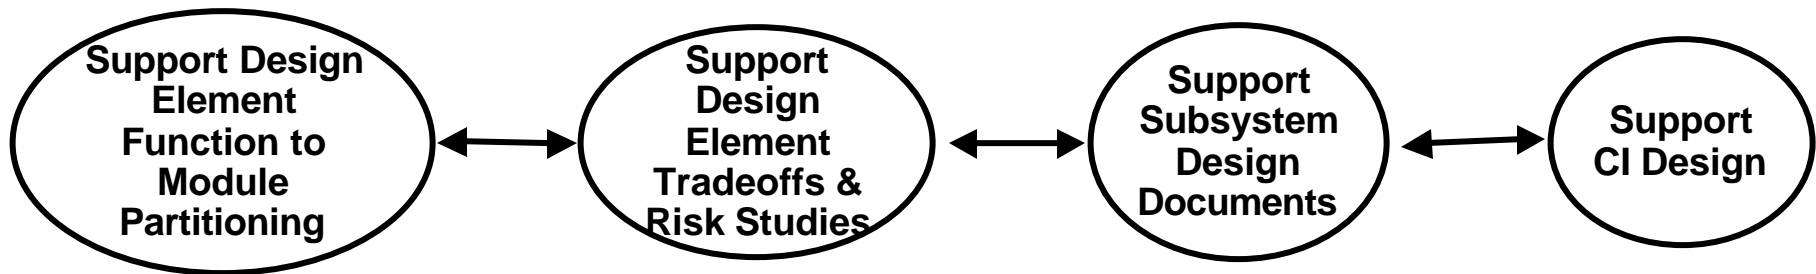 Support Design
Element
Function to
Module
Partitioning
Support
Design
Element
Tradeoffs &
Risk Studies
Support
Subsystem
Design
Documents
Support
CI Design